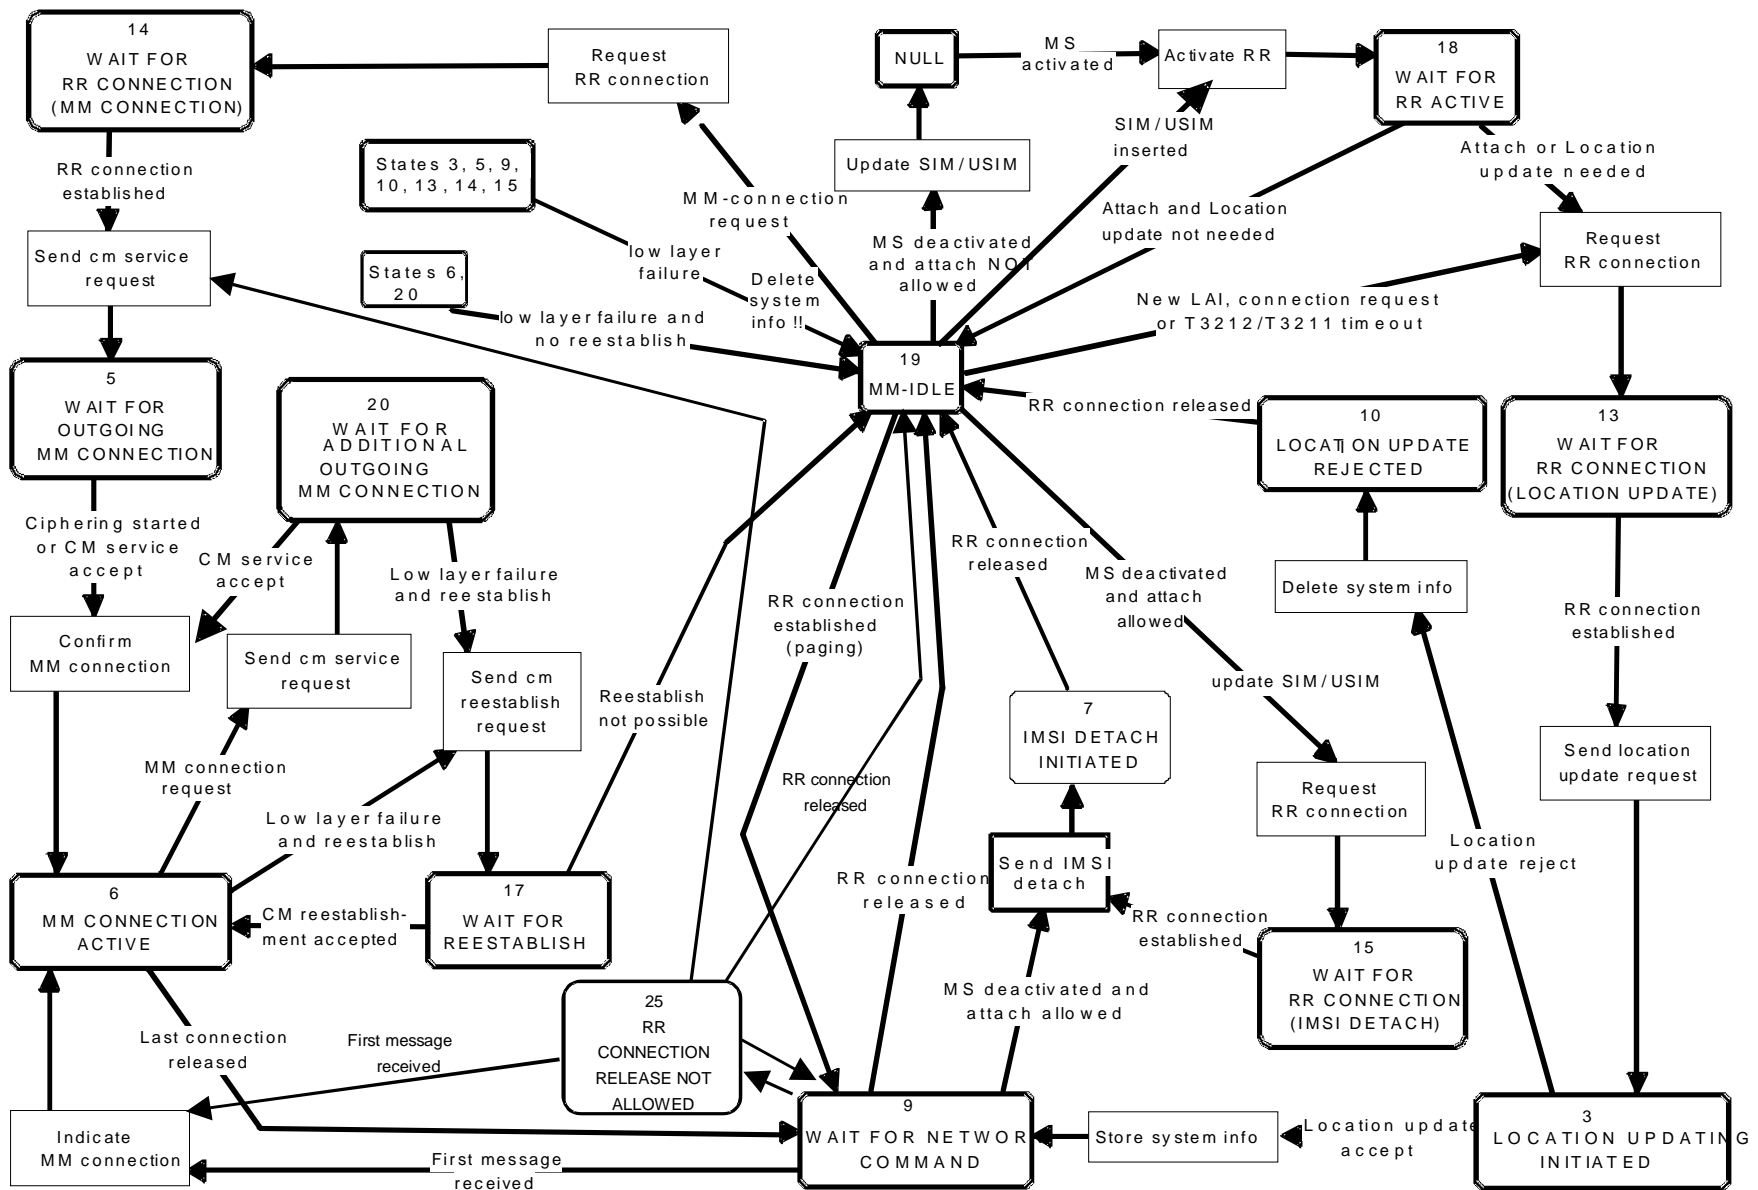 14
WAIT FOR
RR CONNECTION
(MM CONNECTION)
Request
RR connection
NULL
MS
activated
Activate RR
18
WAIT FOR
RR ACTIVE
RR connection
established
States 3, 5, 9,
10, 13, 14, 15
Update SIM/USIM
SIM/USIM
inserted
Attach or Location
update needed
MM-connection
request
Attach and Location
update not needed
Send cm service
request
low layer
failure
MS deactivated
and attach NOT
allowed
Request
RR connection
States 6,
20
Delete
system
info !!
New LAI, connection request
or T3212/T3211 timeout
low layer failure and
no reestablish
19
MM-IDLE
5
WAIT FOR
OUTGOING
MM CONNECTION
20
WAIT FOR
ADDITIONAL
OUTGOING
MM CONNECTION
RR connection released
10
LOCATION UPDATE
REJECTED
13
WAIT FOR
RR CONNECTION
(LOCATION UPDATE)
Ciphering started
or CM service
accept
CM service
accept
Low layer failure
and reestablish
RR connection
released
MS deactivated
and attach
allowed
Delete system info
RR connection
established
(paging)
RR connection
established
Confirm
MM connection
Send cm service
request
Send cm
reestablish
request
Reestablish
not possible
update SIM/USIM
7
IMSI DETACH
INITIATED
Send location
update request
MM connection
request
RR connection
released
Request
RR connection
Low layer failure
and reestablish
Location
update reject
Send IMSI
detach
RR connection
released
6
MM CONNECTION
ACTIVE
CM reestablish-
ment accepted
17
WAIT FOR
REESTABLISH
RR connection
established
15
WAIT FOR
RR CONNECTION
(IMSI DETACH)
MS deactivated and
attach allowed
25
RR
CONNECTION
RELEASE NOT
ALLOWED
Last connection
released
First message
received
Indicate
MM connection
First message
received
9
WAIT FOR NETWOR
COMMAND
Store system info
Location update
accept
3
LOCATION UPDATING
INITIATED